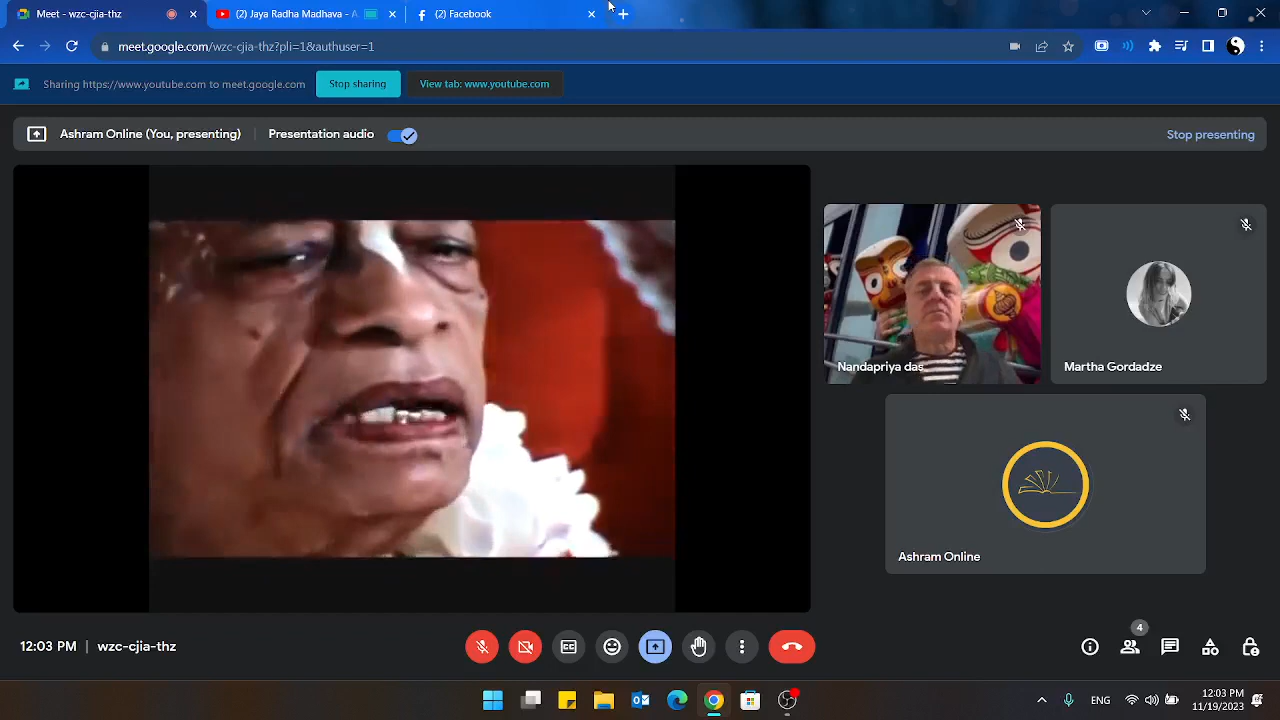 Meet - wzc-cjia-thz
(2) Jaya Radha Madhava - A
(2) Facebook
meet.google.com/wzc-cjia-thz?pli=1&authuser=1
Sharing https://www.youtube.com to meet.google.com
Stop sharing
View tab: www.youtube.com
Ashram Online (You, presenting)
Presentation audio
Stop presenting
Nandapriya das
Martha Gordadze
Ashram Online
12:03 PM | wzc-cjia-thz
4
ENG
12:03 PM
11/19/2023